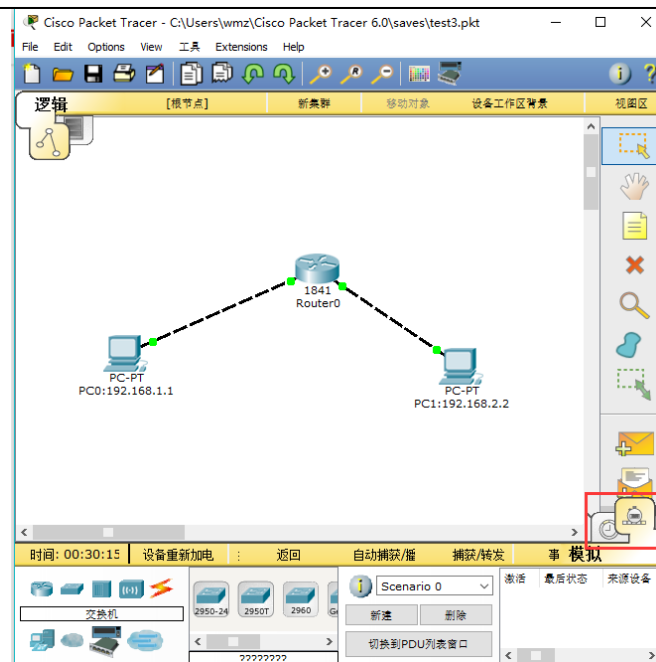 Cisco Packet Tracer - C:\Users\wmz\Cisco Packet Tracer 6.0\saves\test3.pkt
File Edit Options View 工具 Extensions Help
逻辑 [根节点] 新集群 移动对象 设备工作区背景 视图区
1841
Router0
PC-PT
PC0:192.168.1.1
PC-PT
PC1:192.168.2.2
时间: 00:30:15 设备重新加电 : 返回 自动捕获/播 捕获/转发 事 模拟
Scenario 0
激活 最后状态 来源设备
交换机
2950-24 2950T 2960
新建 删除
切换到PDU列表窗口
????????